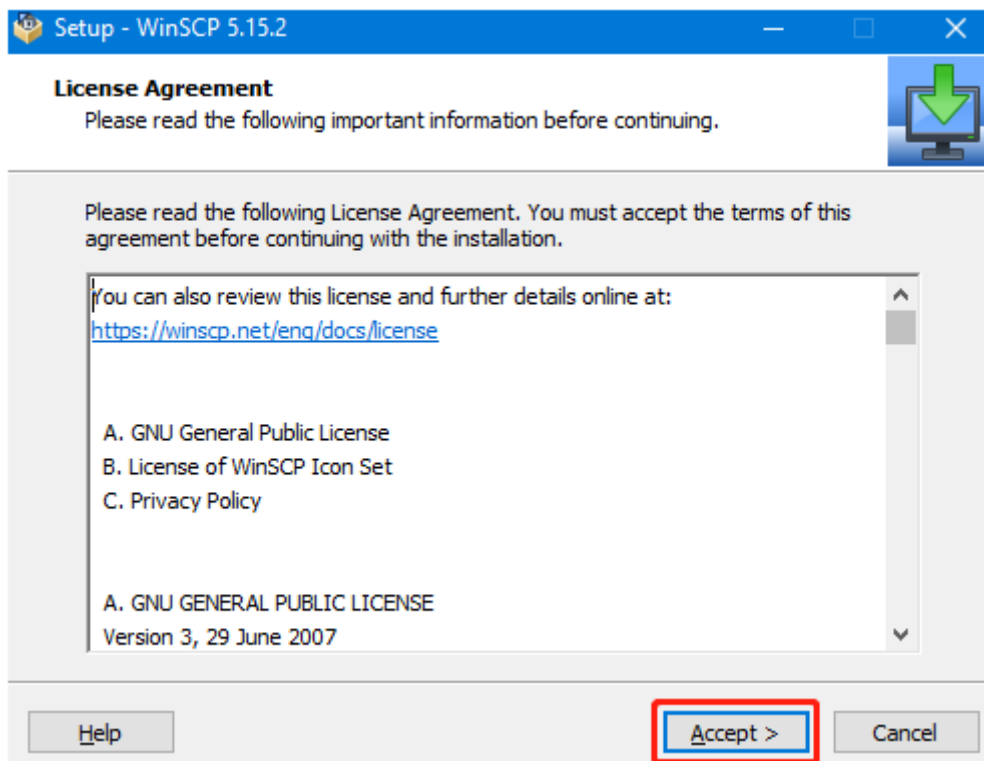 Setup - WinSCP 5.15.2
License Agreement
Please read the following important information before continuing.
Please read the following License Agreement. You must accept the terms of this
agreement before continuing with the installation.
You can also review this license and further details online at:
https://winscp.net/eng/docs/license
A. GNU General Public License
B. License of WinSCP Icon Set
C. Privacy Policy
A. GNU GENERAL PUBLIC LICENSE
Version 3, 29 June 2007
Help
Accept >
Cancel